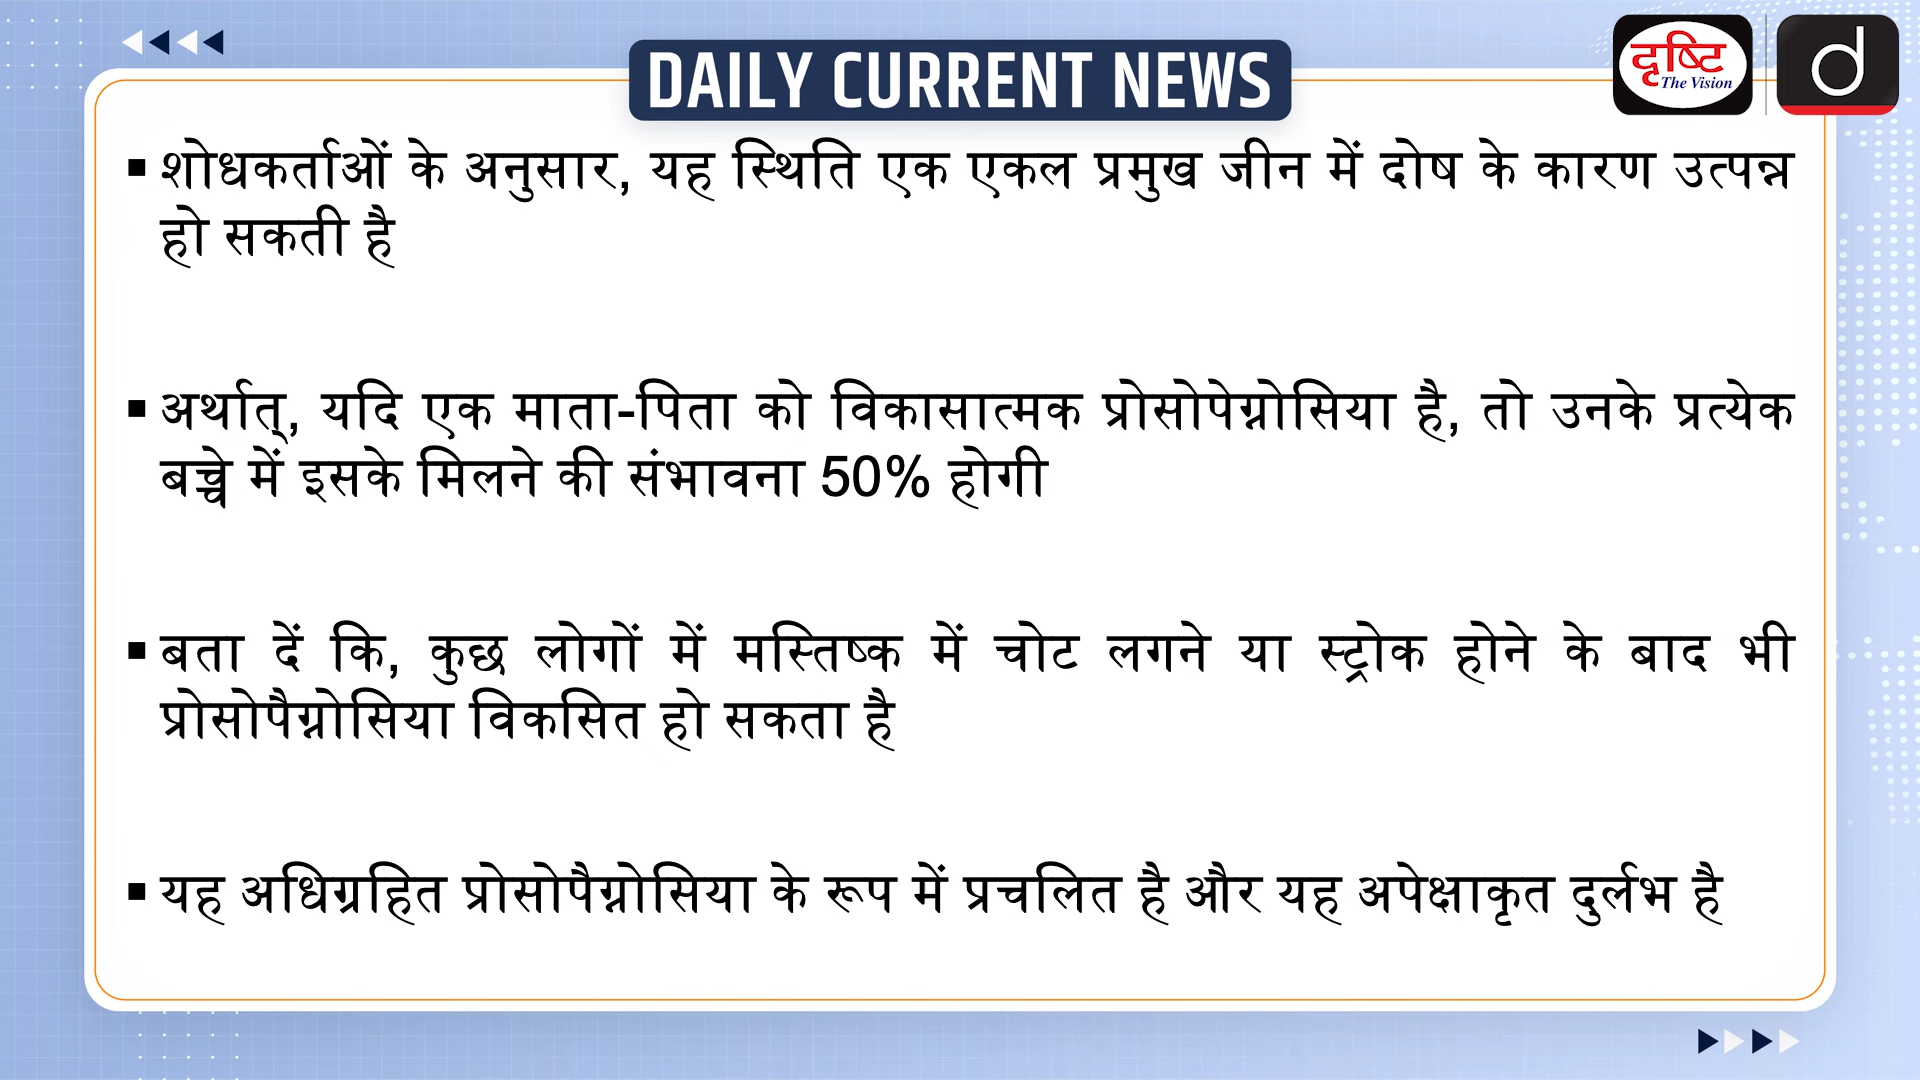 DAILY CURRENT NEWS
दृष्टि
The Vision
d
▪ शोधकर्ताओं के अनुसार, यह स्थिति एक एकल प्रमुख जीन में दोष के कारण उत्पन्न
हो सकती है
▪ अर्थात्, यदि एक माता-पिता को विकासात्मक प्रोसोपेग्नोसिया है, तो उनके प्रत्येक
बच्चे में इसके मिलने की संभावना 50% होगी
▪ बता दें कि, कुछ लोगों में मस्तिष्क में चोट लगने या स्ट्रोक होने के बाद भी
प्रोसोपैग्नोसिया विकसित हो सकता है
▪ यह अधिग्रहित प्रोसोपैग्नोसिया के रूप में प्रचलित है और यह अपेक्षाकृत दुर्लभ है